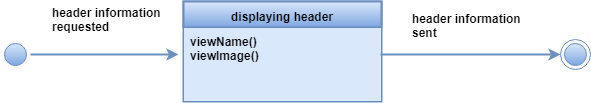 header information
requested
displaying header
viewName()
viewImage()
header information
sent